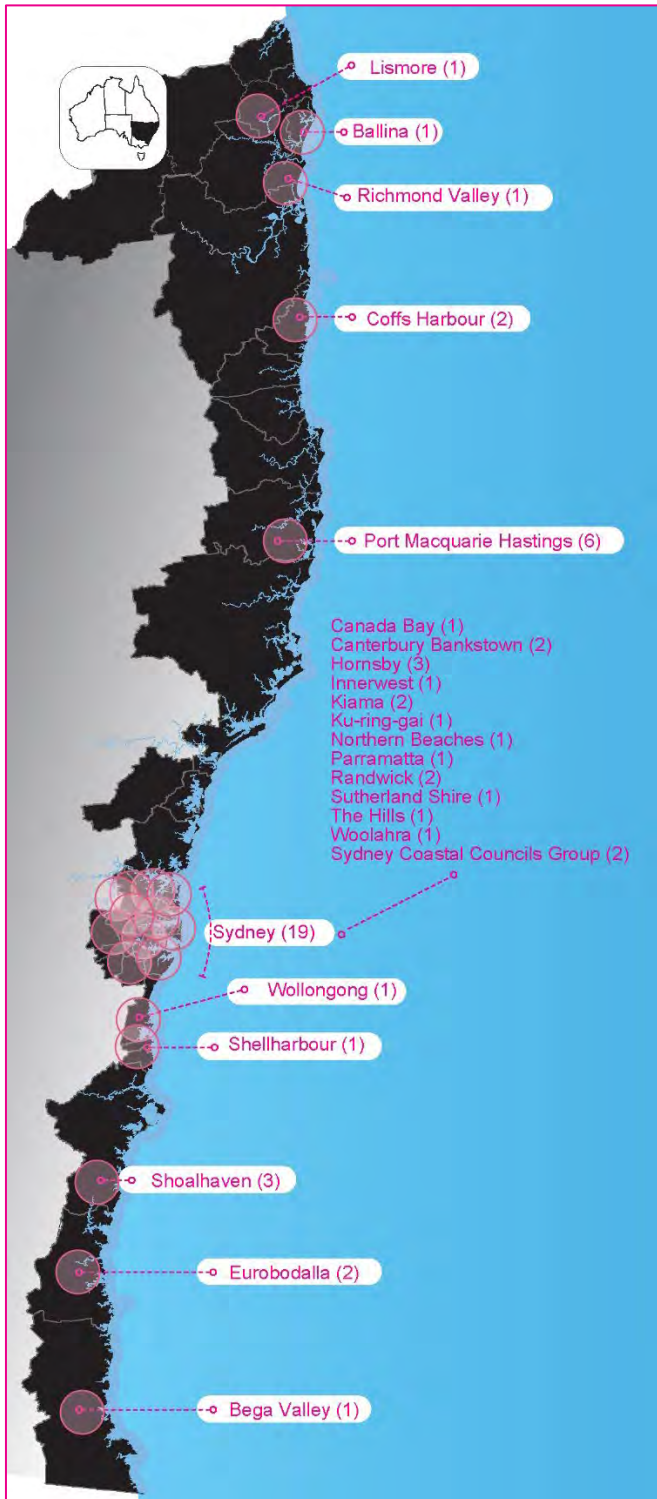 Lismore (1)
Ballina (1)
Richmond Valley (1)
Coffs Harbour (2)
Port Macquarie Hastings (6)
Canada Bay (1)
Canterbury Bankstown (2)
Hornsby (3)
Innerwest (1)
Kiama (2)
Ku-ring-gai (1)
Northern Beaches (1)
Parramatta (1)
Randwick (2)
Sutherland Shire (1)
The Hills (1)
Woolahra (1)
Sydney Coastal Councils Group (2)
Sydney (19)
Wollongong (1)
Shellharbour (1)
Shoalhaven (3)
Eurobodalla (2)
Bega Valley (1)